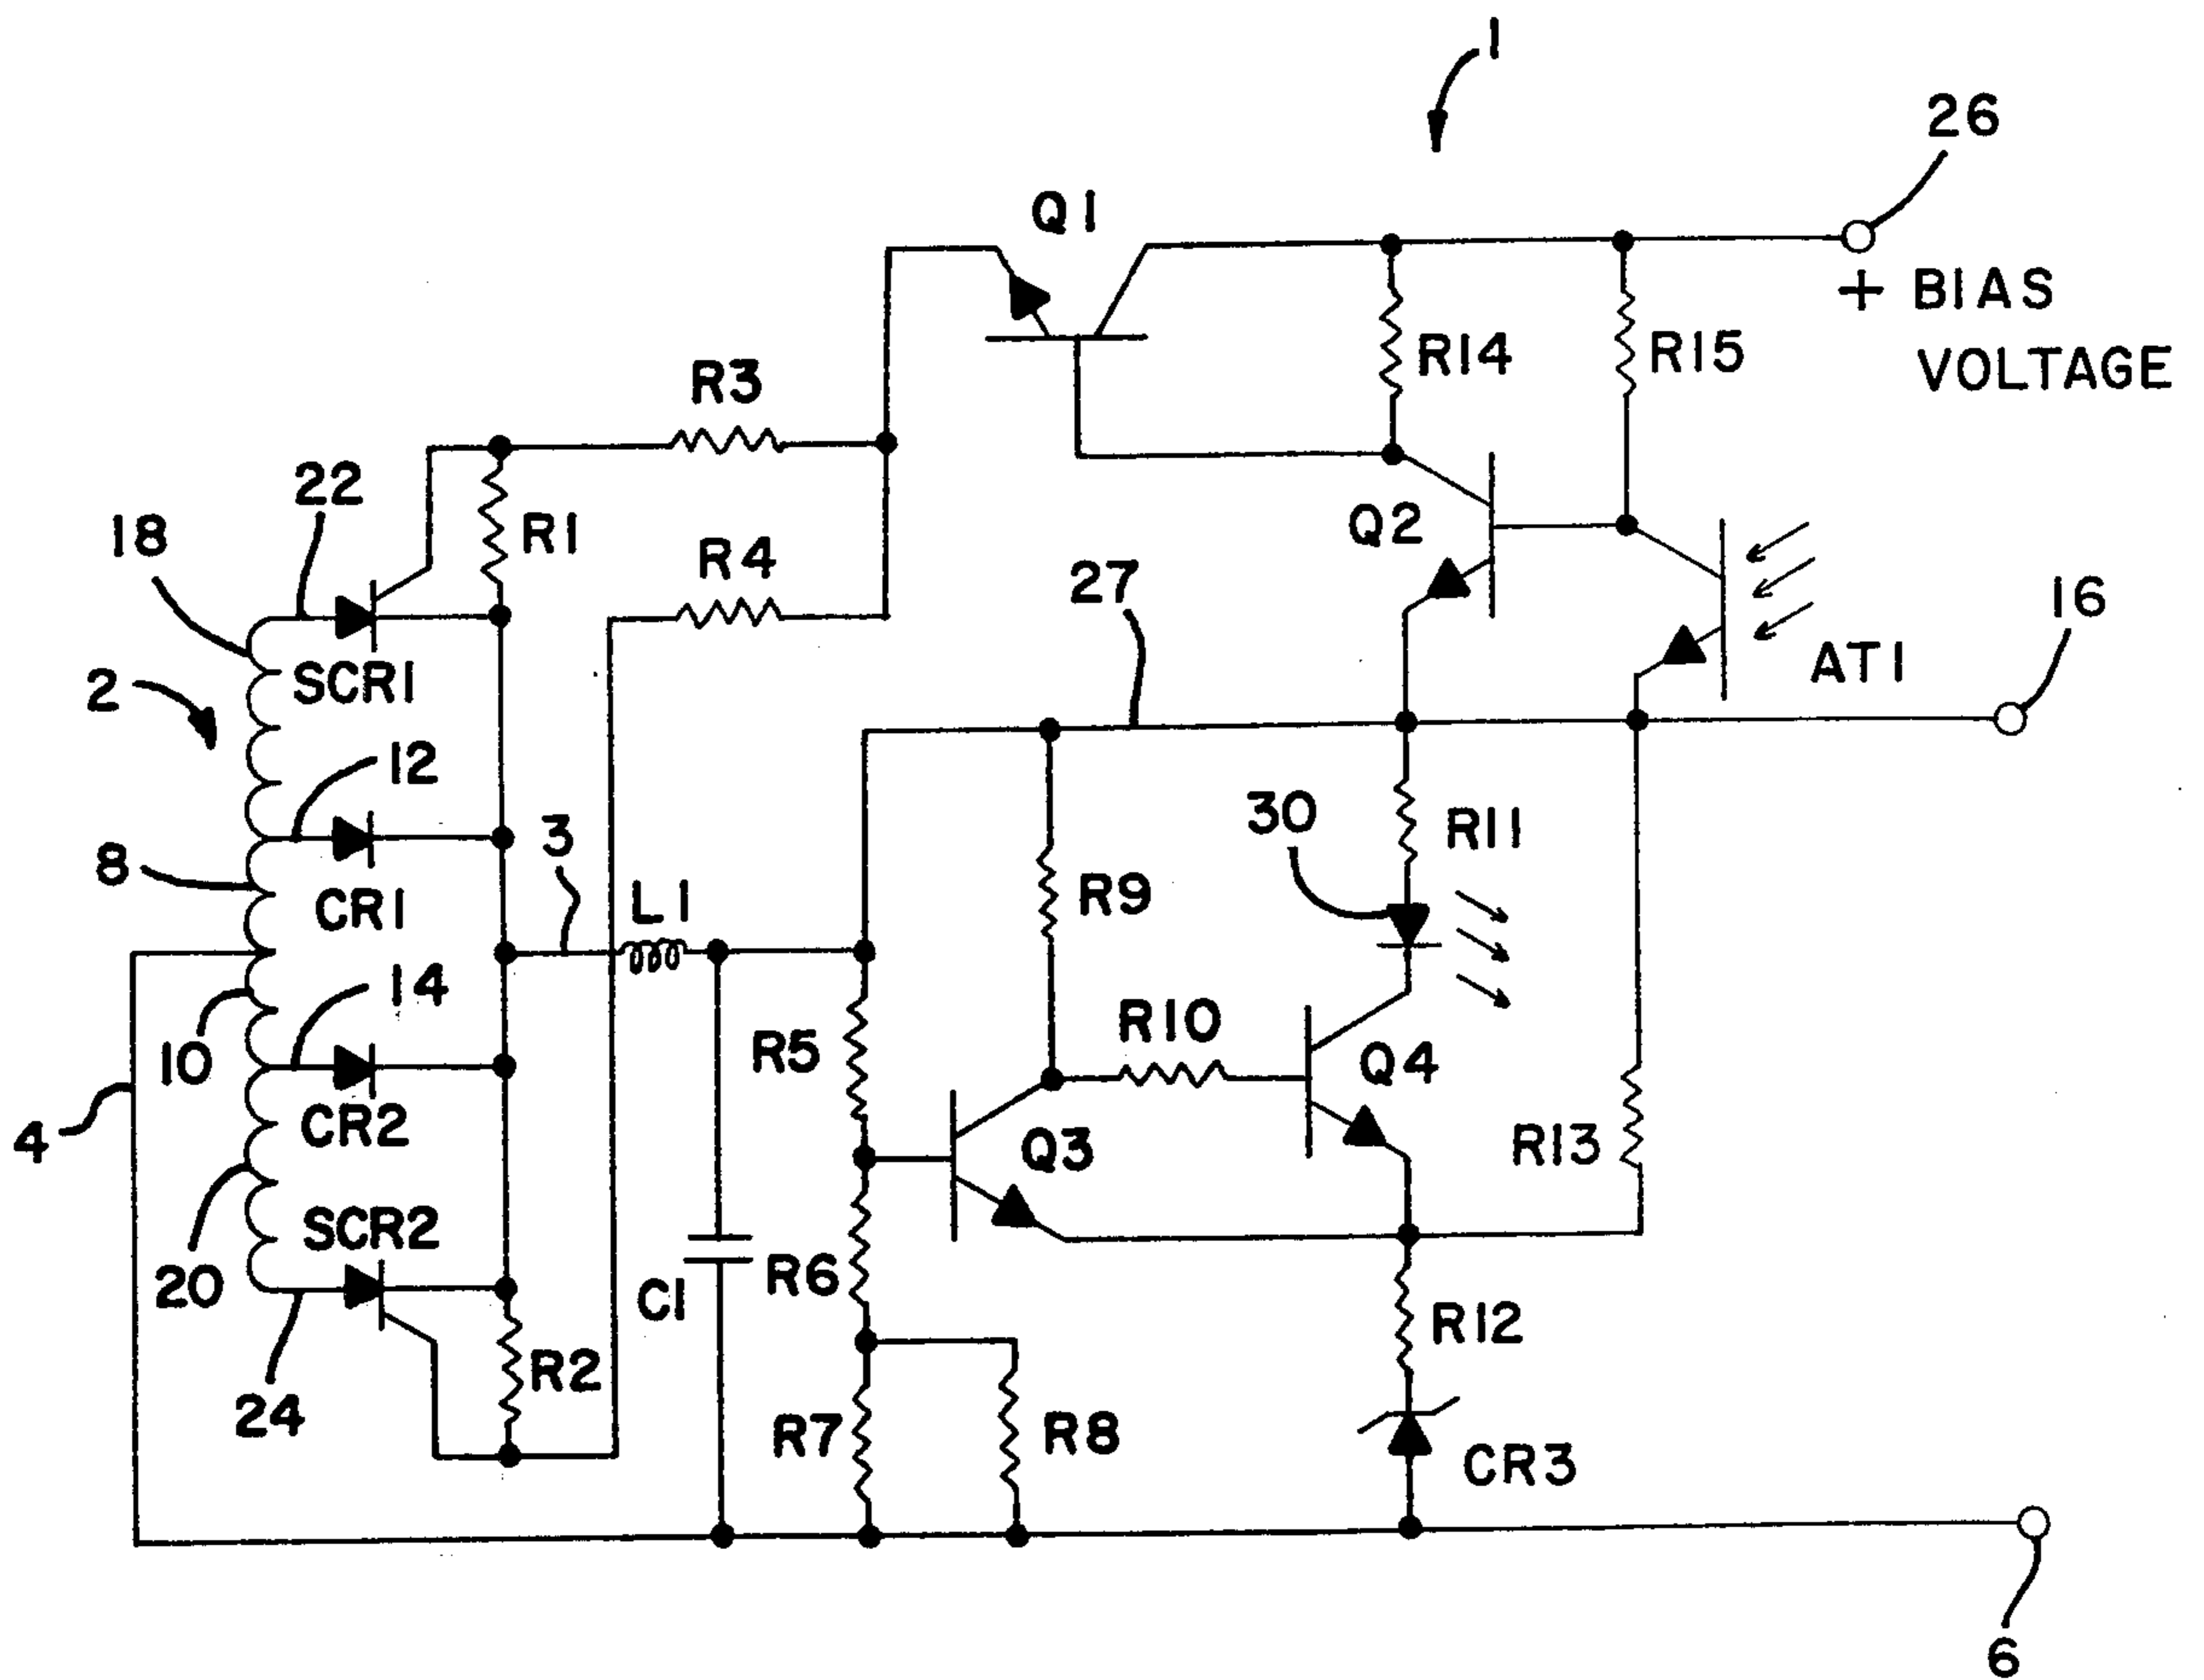 1
26
Q1
+ BIAS
VOLTAGE
R14
R15
R3
22
18
R1
Q2
R4
27
16
AT1
SCR1
2
12
30
R11
3
8
R9
L1
CR1
14
R10
R5
10
Q4
CR2
4
Q3
R13
SCR2
20
C1
R6
R12
R2
24
R7
R8
CR3
6